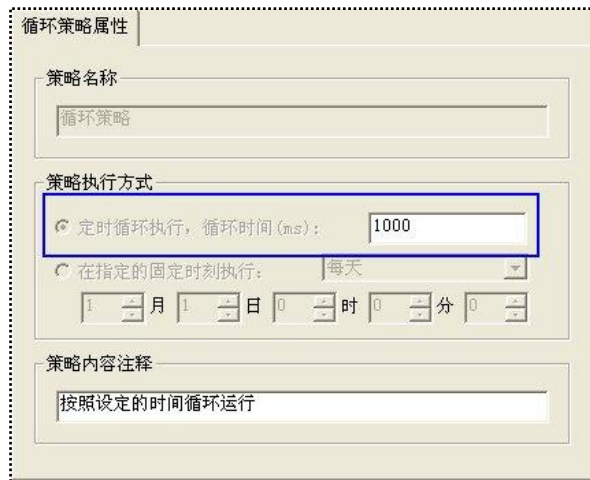 循环策略属性
策略名称
循环策略
策略执行方式
定时循环执行，循环时间(ms): 1000
在指定的固定时刻执行: 每天
1 月 1 日 0 时 0 分 0
策略内容注释
按照设定的时间循环运行